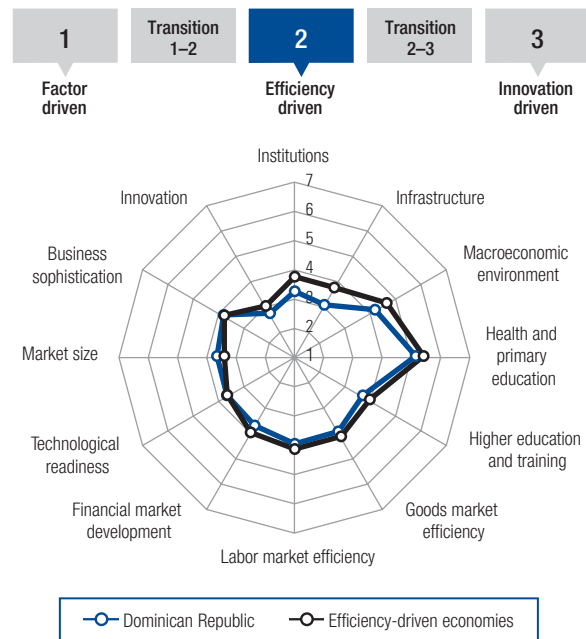 1
Transition
1–2
2
Transition
2–3
3
Factor
driven
Efficiency
driven
Innovation
driven
Institutions
Infrastructure
Macroeconomic
environment
Health and
primary
education
Higher education
and training
Goods market
efficiency
Labor market efficiency
Financial market
development
Technological
readiness
Market size
Business
sophistication
Innovation
7
6
5
4
3
2
1
Dominican Republic
Efficiency-driven economies